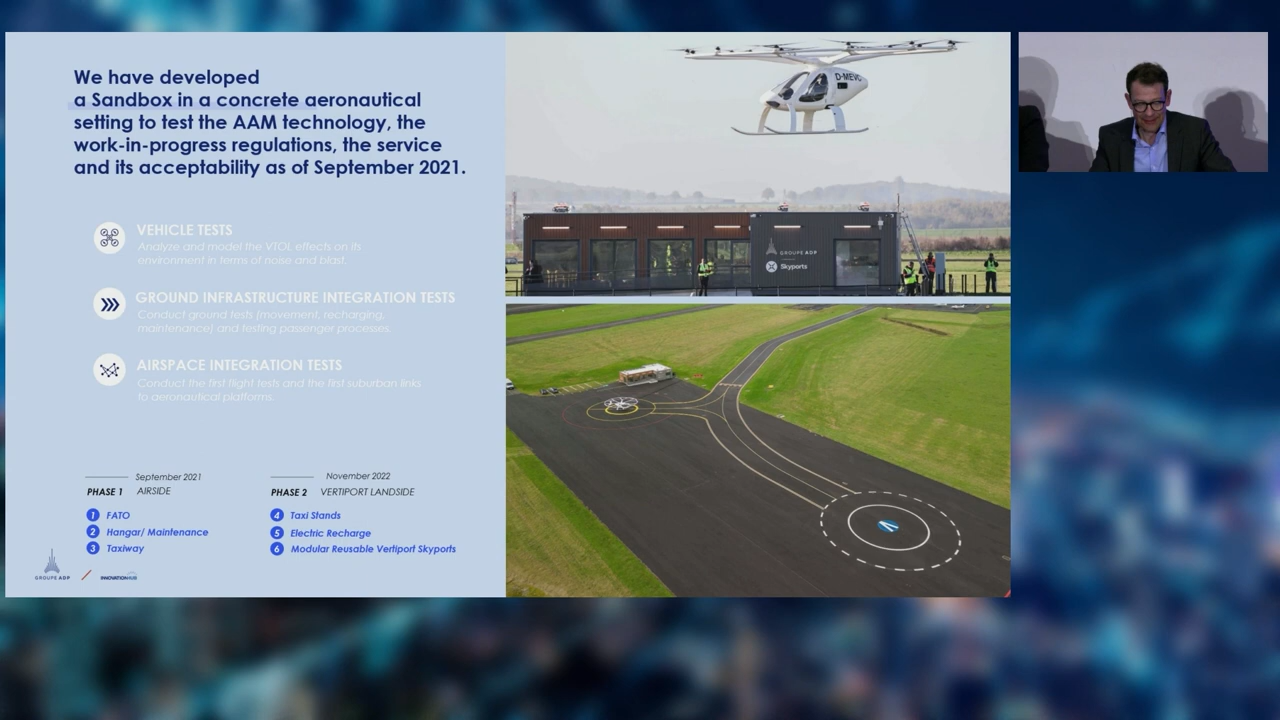 We have developed
a Sandbox in a concrete aeronautical
setting to test the AAM technology, the
work-in-progress regulations, the service
and its acceptability as of September 2021.
VEHICLE TESTS
Analyze and model the VTOL effects on its
environment in terms of noise and blast.
GROUND INFRASTRUCTURE INTEGRATION TESTS
Conduct ground tests (movement, recharging,
maintenance) and testing passenger processes.
AIRSPACE INTEGRATION TESTS
Conduct the first flight tests and the first suburban links
to aeronautical platforms
September 2021
PHASE 1 AIRSIDE
1 FATO
2 Hangar/ Maintenance
3 Taxiway
November 2022
PHASE 2 VERTIPORT LANDSIDE
4 Taxi Stands
5 Electric Recharge
6 Modular Reusable Vertiport Skyports
GROUPE ADP
INNOVATION HUB
D-MEVC
GROUPE ADP
Skyports